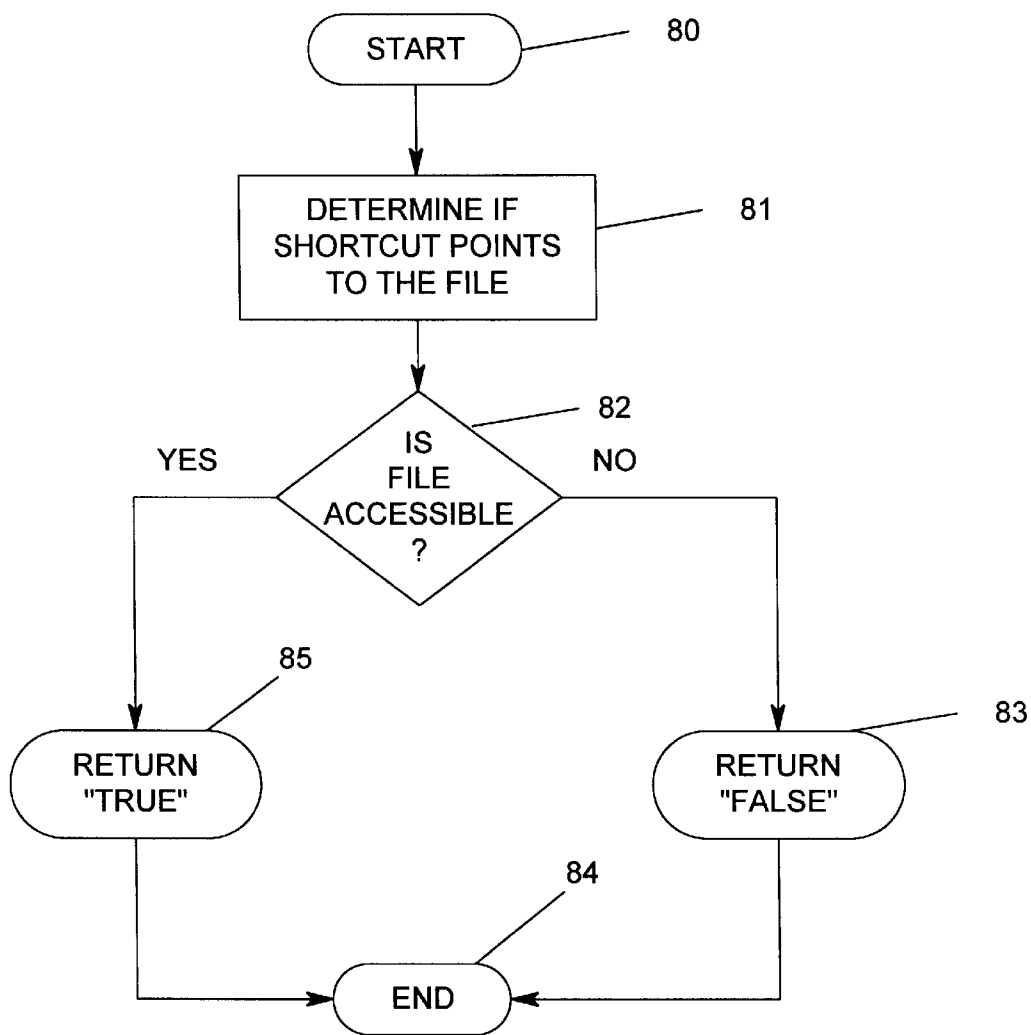 START
80
DETERMINE IF
SHORTCUT POINTS
TO THE FILE
81
82
IS
FILE
ACCESSIBLE
?
YES
NO
85
83
RETURN
"TRUE"
RETURN
"FALSE"
84
END